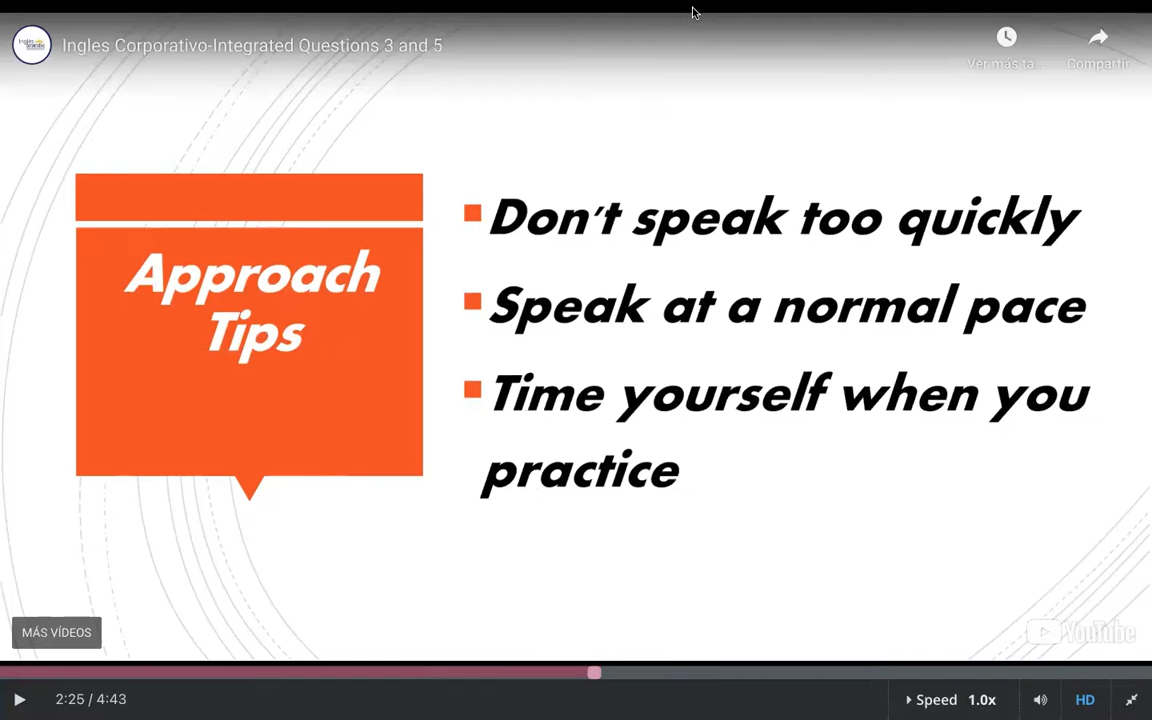 Ingles Corporativo-Integrated Questions 3 and 5
Ver más ta...
Compartir
Approach
Tips
Don't speak too quickly
Speak at a normal pace
Time yourself when you
practice
MÁS VÍDEOS
YouTube
2:25 / 4:43
Speed 1.0x
HD